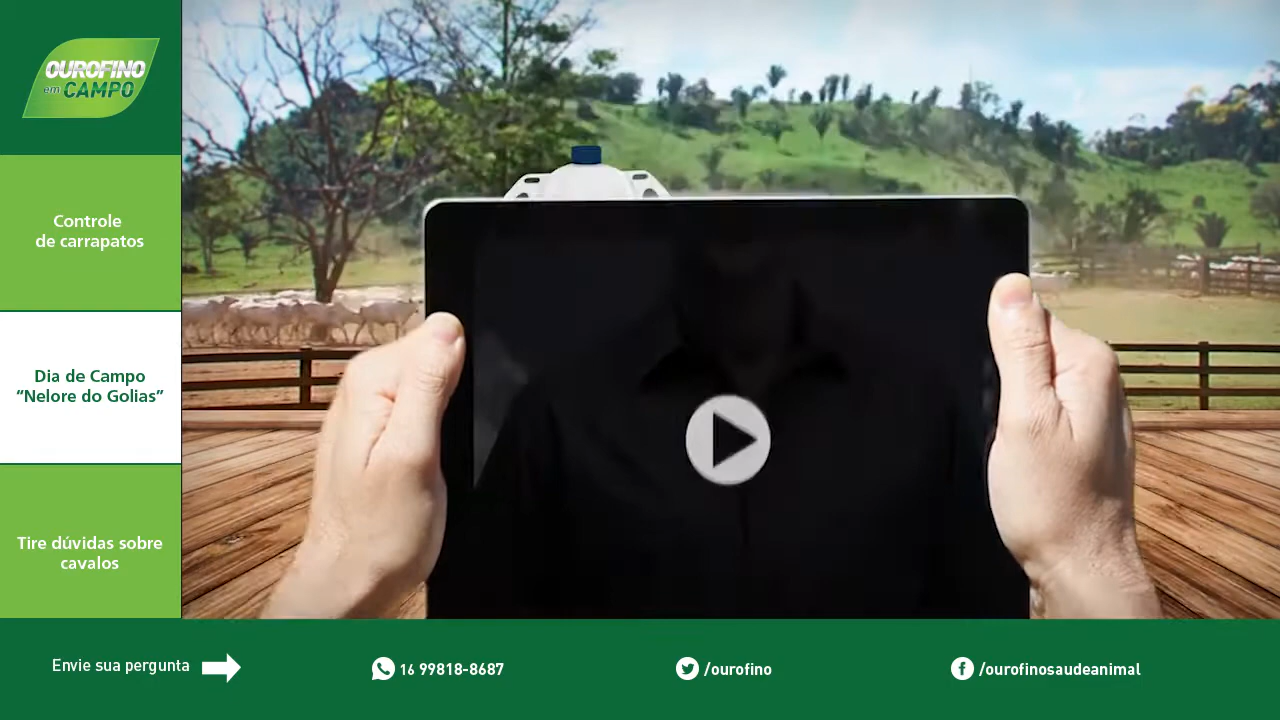 OUROFINO
em CAMPO
Controle
de carrapatos
Dia de Campo
“Nelore do Golias”
Tire dúvidas sobre
cavalos
Envie sua pergunta
16 99818-8687
/ourofino
/ourofinosaudeanimal